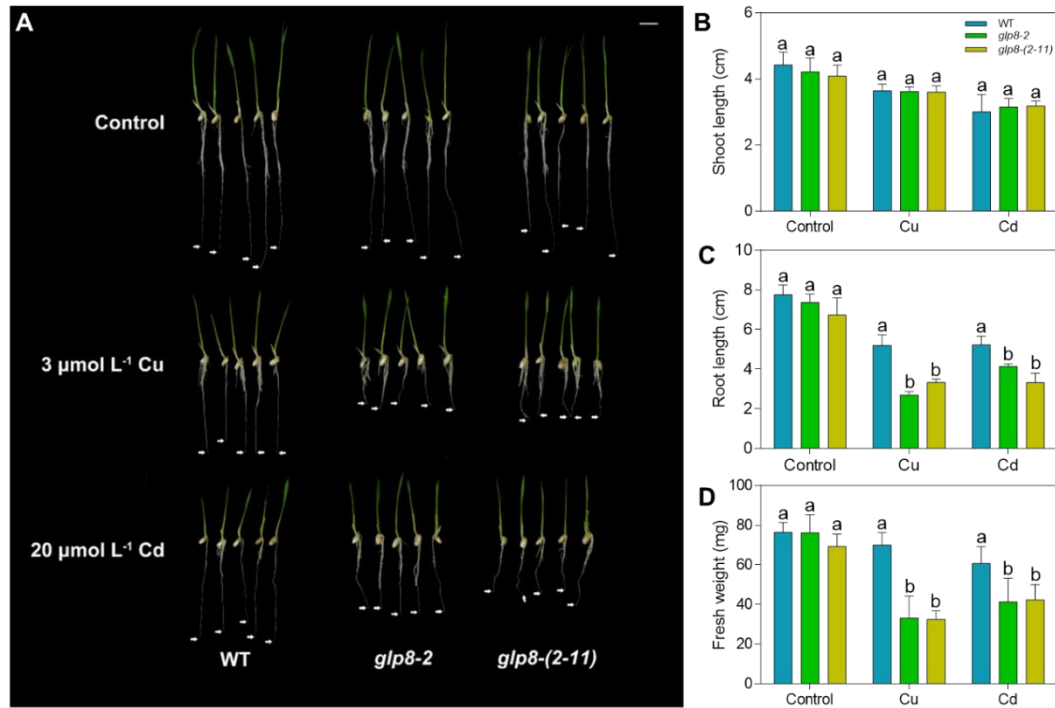 A
Control
3 μmol L⁻¹ Cu
20 μmol L⁻¹ Cd
WT
glp8-2
glp8-(2-11)
B
WT
glp8-2
glp8-(2-11)
Shoot length (cm)
6
4
2
0
a a a
a a a
a a a
Control Cu Cd
C
Root length (cm)
10
8
6
4
2
0
a a a
a b b
a b b
Control Cu Cd
D
Fresh weight (mg)
100
80
60
40
20
0
a a a
a b b
a b b
Control Cu Cd